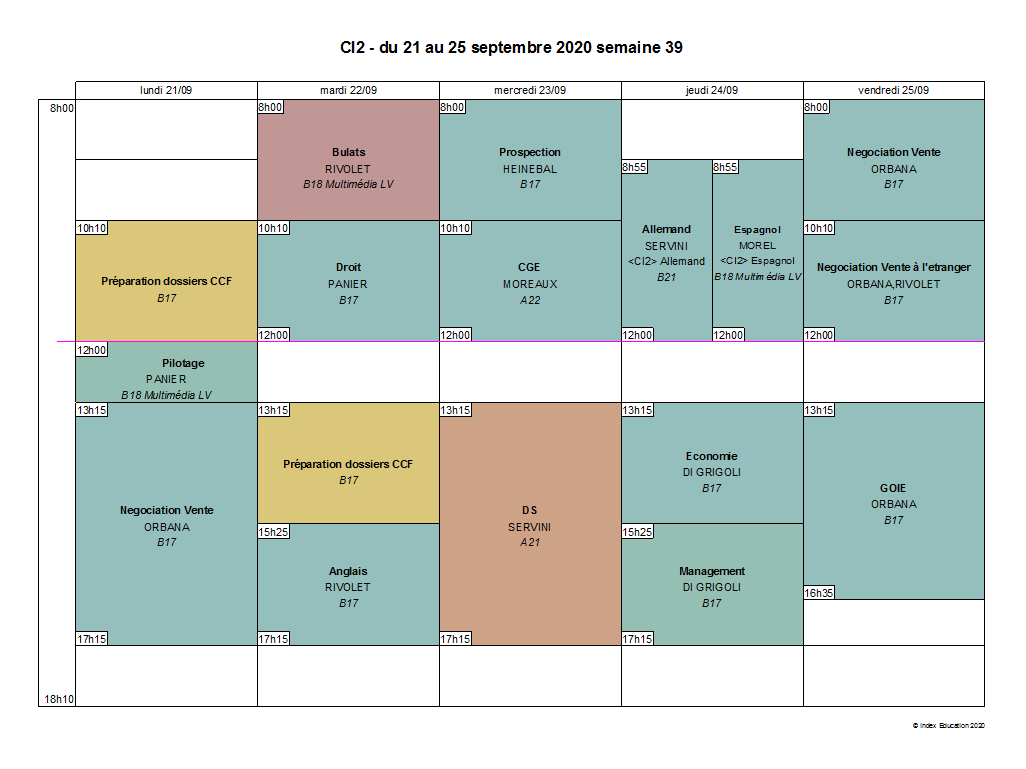 CI2 - du 21 au 25 septembre 2020 semaine 39
lundi 21/09
mardi 22/09
mercredi 23/09
jeudi 24/09
vendredi 25/09
8h00
18h10
10h10
Préparation dossiers CCF
B17
12h00
Pilotage
PANIER
B18 Multimédia LV
13h15
Negociation Vente
ORBANA
B17
17h15
8h00
Bulats
RIVOLET
B18 Multimédia LV
10h10
Droit
PANIER
B17
12h00
13h15
Préparation dossiers CCF
B17
15h25
Anglais
RIVOLET
B17
17h15
8h00
Prospection
HEINEBAL
B17
10h10
CGE
MOREAUX
A22
12h00
13h15
DS
SERVINI
A21
17h15
8h55
Allemand
SERVINI
<CI2> Allemand
B21
12h00
8h55
Espagnol
MOREL
<CI2> Espagnol
B18 Multimédia LV
12h00
13h15
Economie
DI GRIGOLI
B17
15h25
Management
DI GRIGOLI
B17
17h15
8h00
Negociation Vente
ORBANA
B17
10h10
Negociation Vente à l'etranger
ORBANA,RIVOLET
B17
12h00
13h15
GOIE
ORBANA
B17
16h35
© Index Education 2020